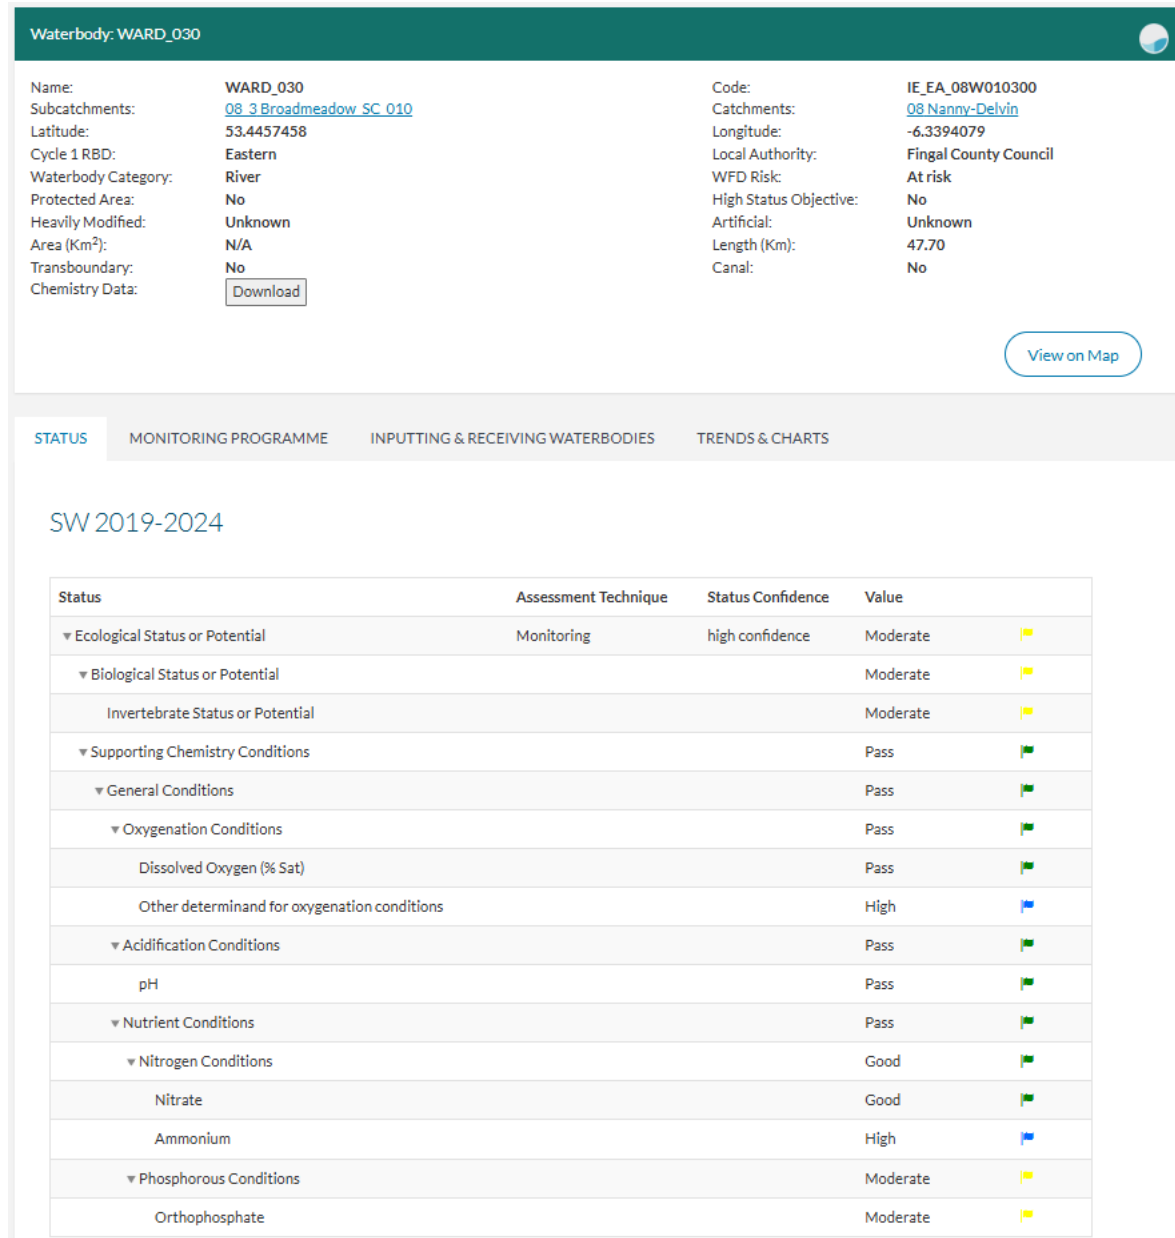 Waterbody: WARD_030
Name: WARD_030 Code: IE_EA_08W010300
Subcatchments: 08_3 Broadmeadow_SC_010 Catchments: 08 Nanny-Delvin
Latitude: 53.4457458 Longitude: -6.3394079
Cycle 1 RBD: Eastern Local Authority: Fingal County Council
Waterbody Category: River WFD Risk: At risk
Protected Area: No High Status Objective: No
Heavily Modified: Unknown Artificial: Unknown
Area (Km²): N/A Length (Km): 47.70
Transboundary: No Canal: No
Chemistry Data: Download
View on Map
STATUS MONITORING PROGRAMME INPUTTING & RECEIVING WATERBODIES TRENDS & CHARTS
SW 2019-2024
Status Assessment Technique Status Confidence Value
Ecological Status or Potential Monitoring high confidence Moderate
Biological Status or Potential Moderate
Invertebrate Status or Potential Moderate
Supporting Chemistry Conditions Pass
General Conditions Pass
Oxygenation Conditions Pass
Dissolved Oxygen (% Sat) Pass
Other determinand for oxygenation conditions High
Acidification Conditions Pass
pH Pass
Nutrient Conditions Pass
Nitrogen Conditions Good
Nitrate Good
Ammonium High
Phosphorous Conditions Moderate
Orthophosphate Moderate